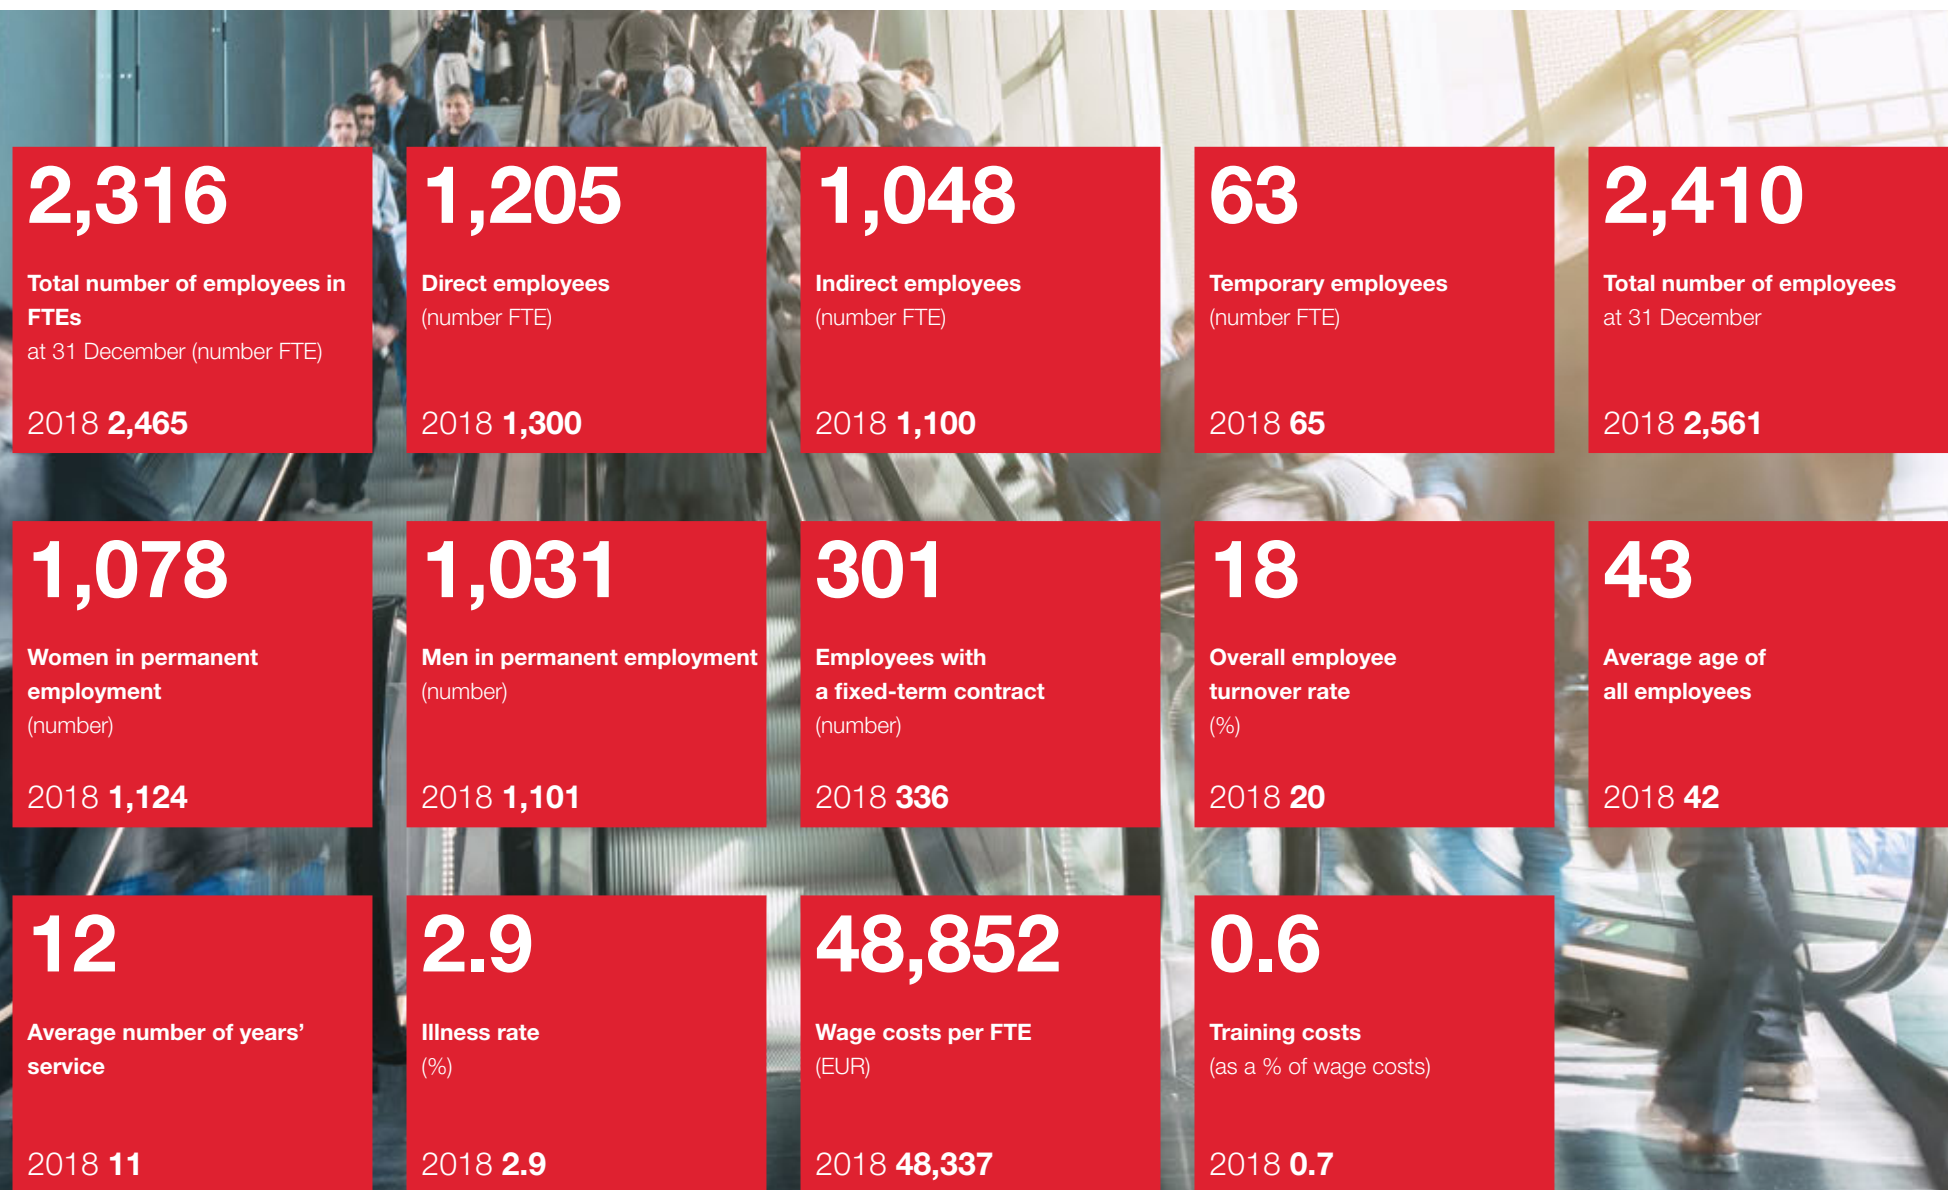 2,316
Total number of employees in
FTEs
at 31 December (number FTE)
2018 2,465
1,205
Direct employees
(number FTE)
2018 1,300
1,048
Indirect employees
(number FTE)
2018 1,100
63
Temporary employees
(number FTE)
2018 65
2,410
Total number of employees
at 31 December
2018 2,561
1,078
Women in permanent
employment
(number)
2018 1,124
1,031
Men in permanent employment
(number)
2018 1,101
301
Employees with
a fixed-term contract
(number)
2018 336
18
Overall employee
turnover rate
(%)
2018 20
43
Average age of
all employees
2018 42
12
Average number of years’
service
2018 11
2.9
Illness rate
(%)
2018 2.9
48,852
Wage costs per FTE
(EUR)
2018 48,337
0.6
Training costs
(as a % of wage costs)
2018 0.7